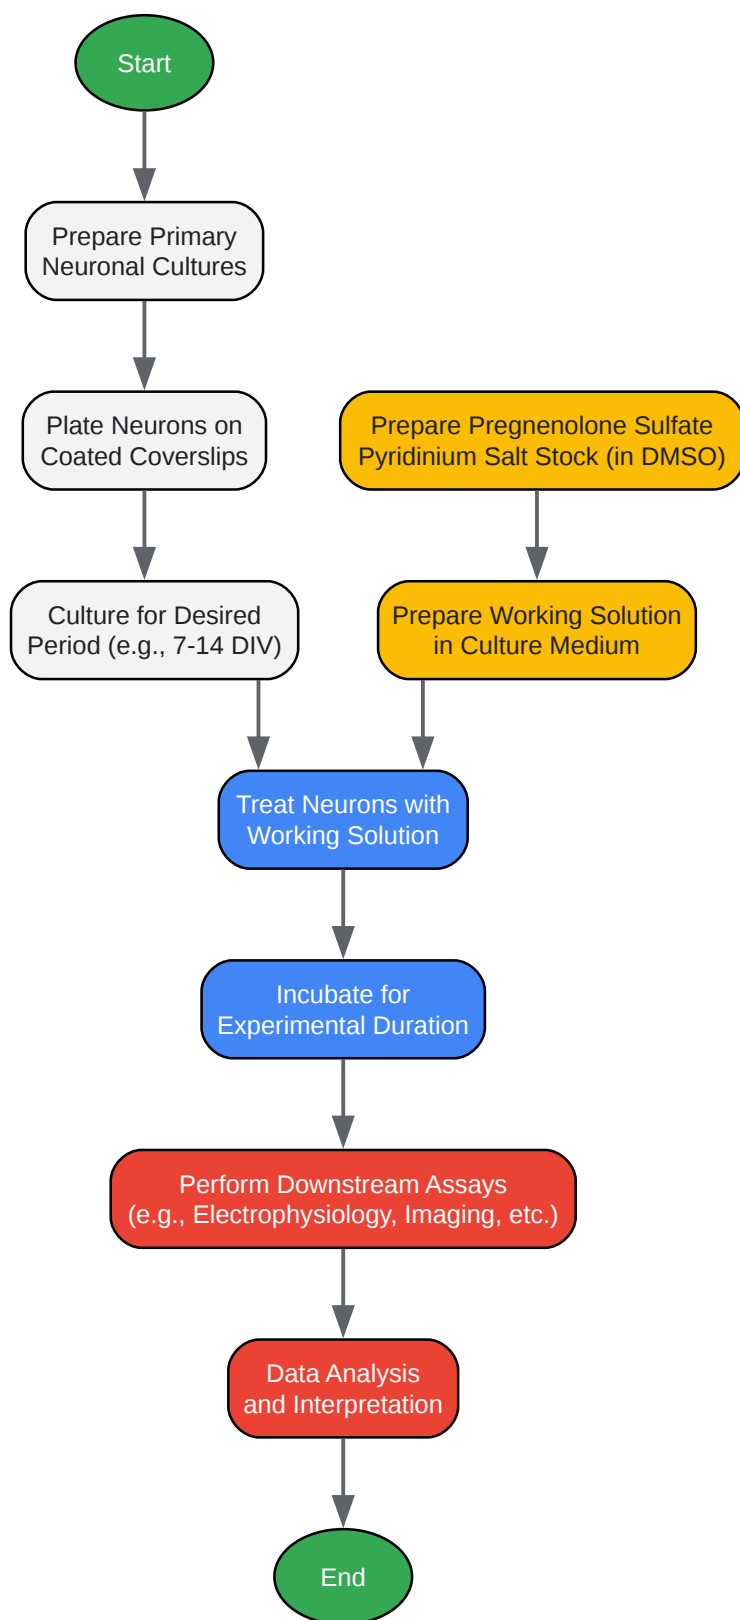 Start
Prepare Primary
Neuronal Cultures
Plate Neurons on
Coated Coverslips
Prepare Pregnenolone Sulfate
Pyridinium Salt Stock (in DMSO)
Culture for Desired
Period (e.g., 7-14 DIV)
Prepare Working Solution
in Culture Medium
Treat Neurons with
Working Solution
Incubate for
Experimental Duration
Perform Downstream Assays
(e.g., Electrophysiology, Imaging, etc.)
Data Analysis
and Interpretation
End